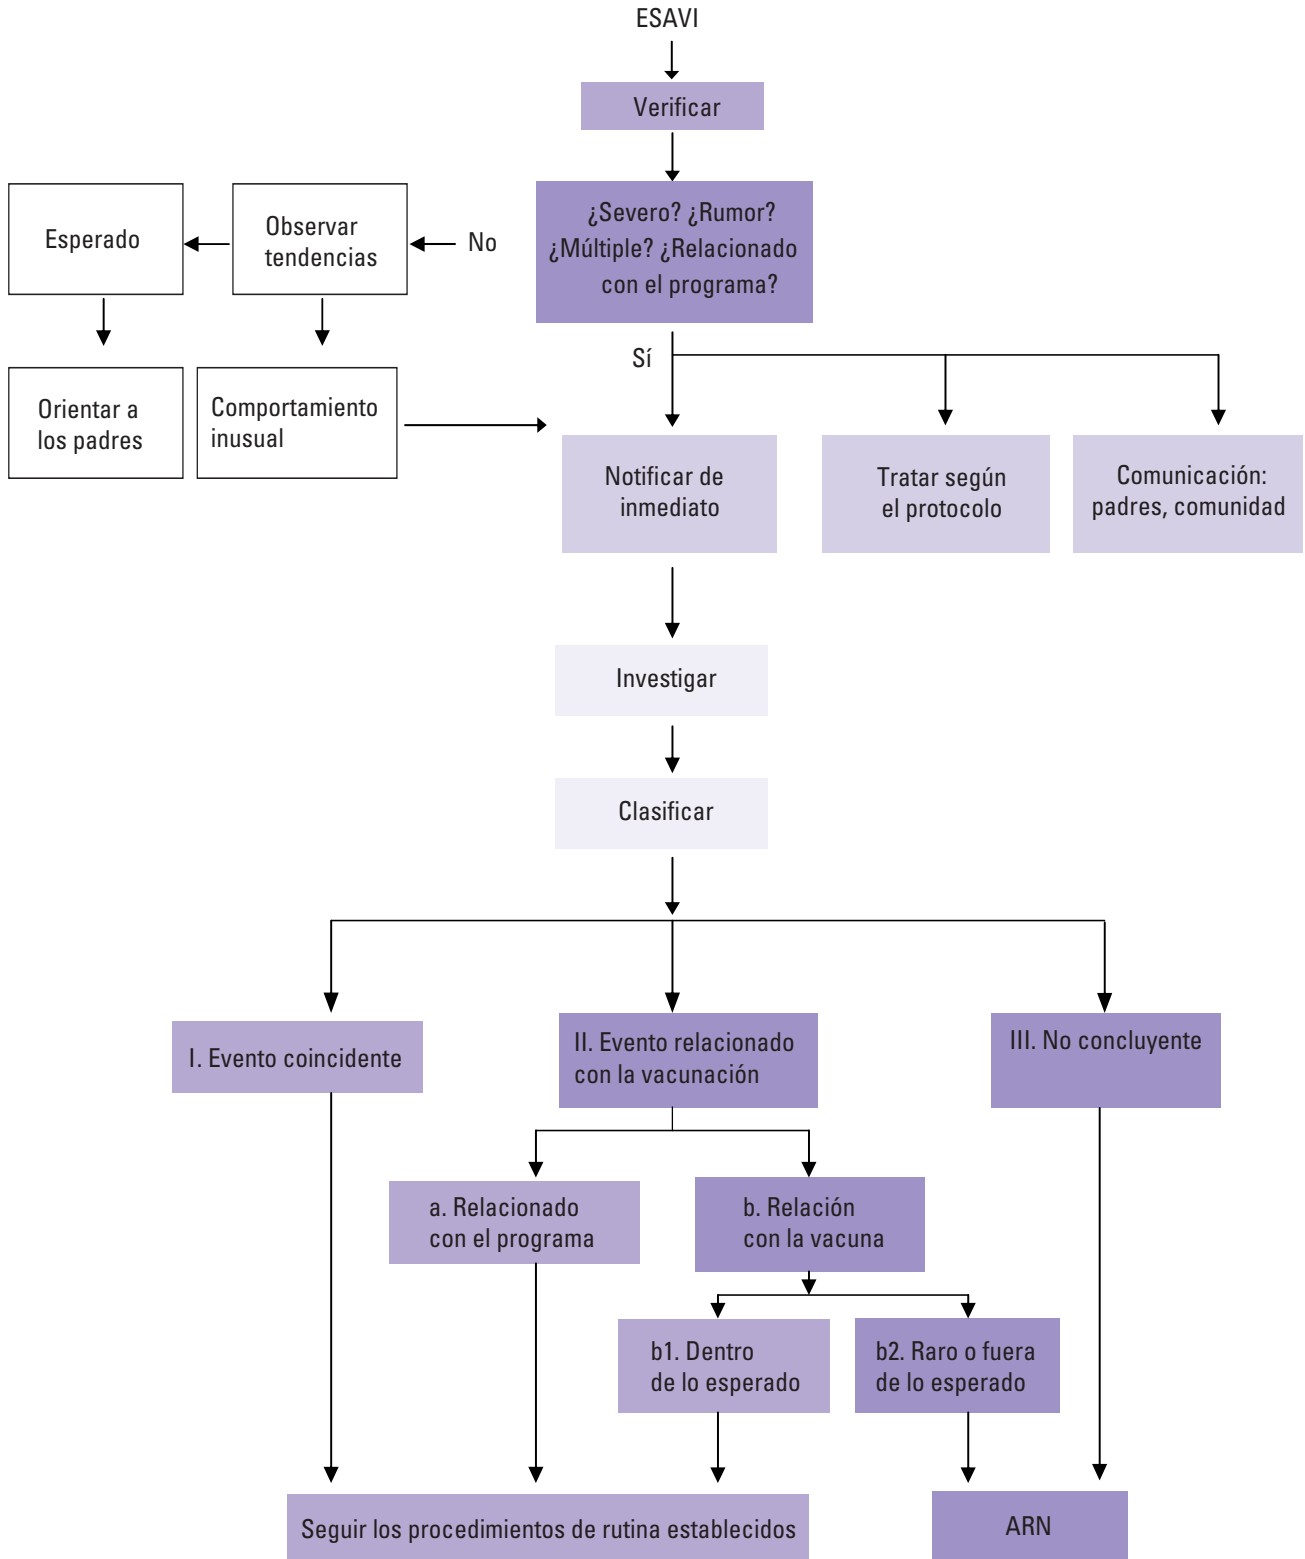 ESAVI
Verificar
¿Severo? ¿Rumor?
¿Múltiple? ¿Relacionado
con el programa?
No
Observar
tendencias
Esperado
Orientar a
los padres
Comportamiento
inusual
Sí
Notificar de
inmediato
Tratar según
el protocolo
Comunicación:
padres, comunidad
Investigar
Clasificar
I. Evento coincidente
II. Evento relacionado
con la vacunación
III. No concluyente
a. Relacionado
con el programa
b. Relación
con la vacuna
b1. Dentro
de lo esperado
b2. Raro o fuera
de lo esperado
Seguir los procedimientos de rutina establecidos
ARN